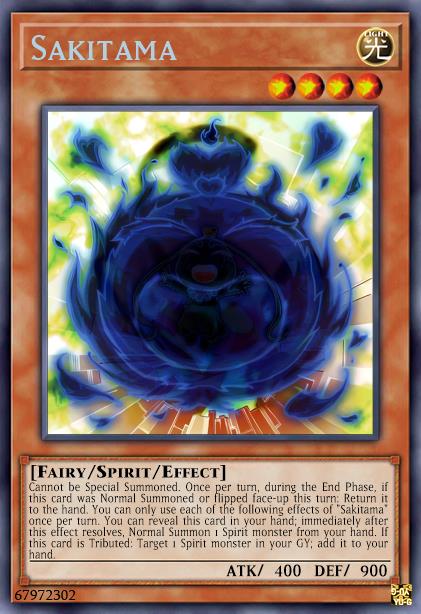 SAKITAMA
LIGHT
光
[FAIRY/SPIRIT/EFFECT]
Cannot be Special Summoned. Once per turn, during the End Phase, if
this card was Normal Summoned or flipped face-up this turn: Return it
to the hand. You can only use each of the following effects of "Sakitama"
once per turn. You can reveal this card in your hand; immediately after
this effect resolves, Normal Summon 1 Spirit monster from your hand. If
this card is Tributed: Target 1 Spirit monster in your GY; add it to your
hand.
ATK/ 400 DEF/ 900
67972302